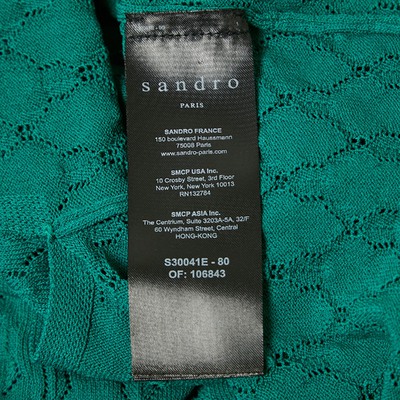 sandro
PARIS
SANDRO FRANCE
150 boulevard Haussmann
75008 Paris
www.sandro-paris.com
SMCP USA Inc.
10 Crosby Street, 3rd Floor
New York, New York 10013
RN132784
SMCP ASIA Inc.
The Centrium, Suite 3203A-5A, 32/F
60 Wyndham Street, Central
HONG-KONG
S30041E - 80
OF: 106843